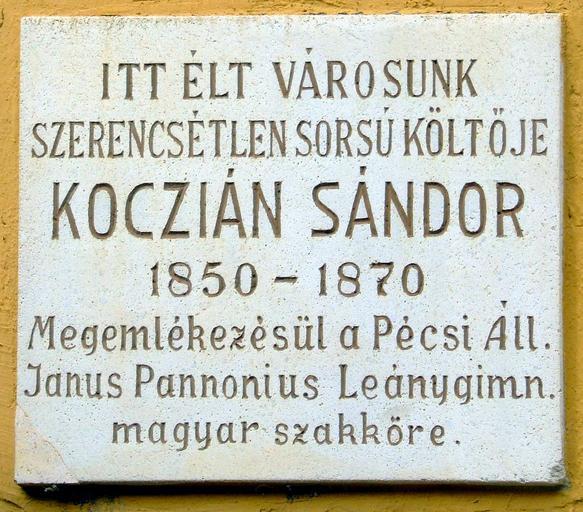 ITT ÉLT VÁROSUNK
SZERENCSÉTLEN SORSÚ KÖLTŐJE
KOCZIÁN SÁNDOR
1850 – 1870
Megemlékezésül a Pécsi Áll.
Janus Pannonius Leánygimn.
magyar szakköre.